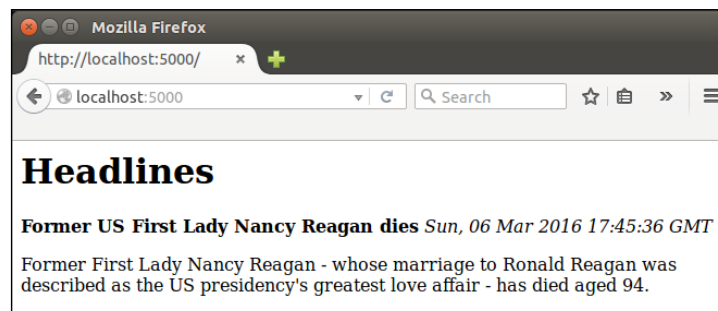 Mozilla Firefox
http://localhost:5000/
localhost:5000
Search
Headlines
Former US First Lady Nancy Reagan dies Sun, 06 Mar 2016 17:45:36 GMT
Former First Lady Nancy Reagan - whose marriage to Ronald Reagan was
described as the US presidency's greatest love affair - has died aged 94.